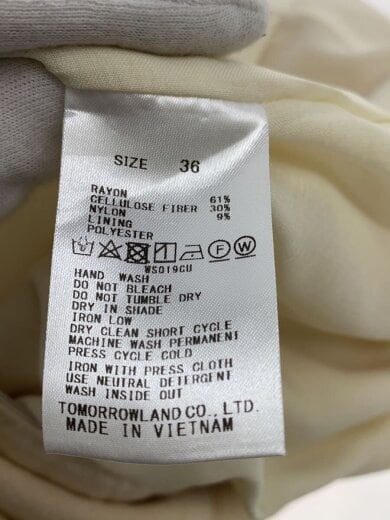 SIZE 36
RAYON 61%
CELLULOSE FIBER 30%
NYLON 9%
LINING
POLYESTER
F W
WS019CU
HAND WASH
DO NOT BLEACH
DO NOT TUMBLE DRY
DRY IN SHADE
IRON LOW
DRY CLEAN SHORT CYCLE
MACHINE WASH PERMANENT
PRESS CYCLE COLD
IRON WITH PRESS CLOTH
USE NEUTRAL DETERGENT
WASH INSIDE OUT
TOMORROWLAND CO., LTD.
MADE IN VIETNAM